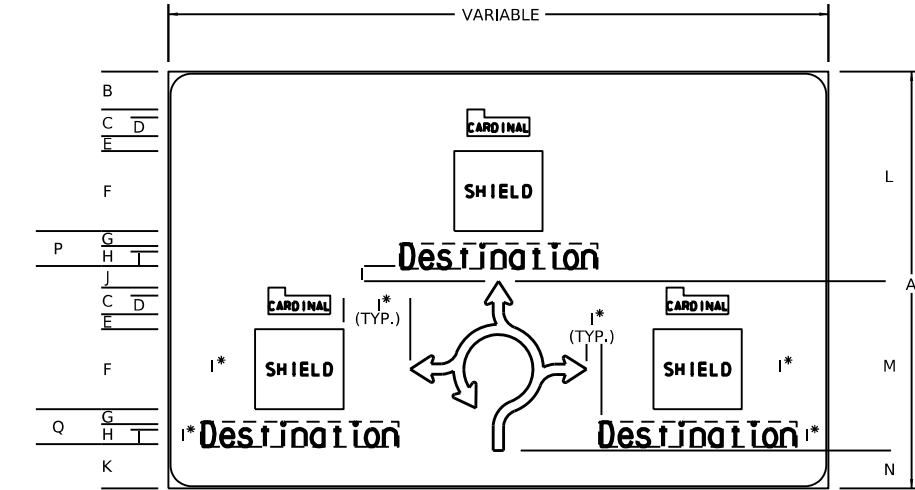 VARIABLE
B
C D
CARDINAL
E
L
F
SHIELD
G
P
H I
Destination
J
I
A
C D
CARDINAL
I*
(TYP.)
I*
(TYP.)
CARDINAL
E
F
I*
SHIELD
SHIELD
I*
M
G
Q
H I
I* Destination
Destination I*
K
N